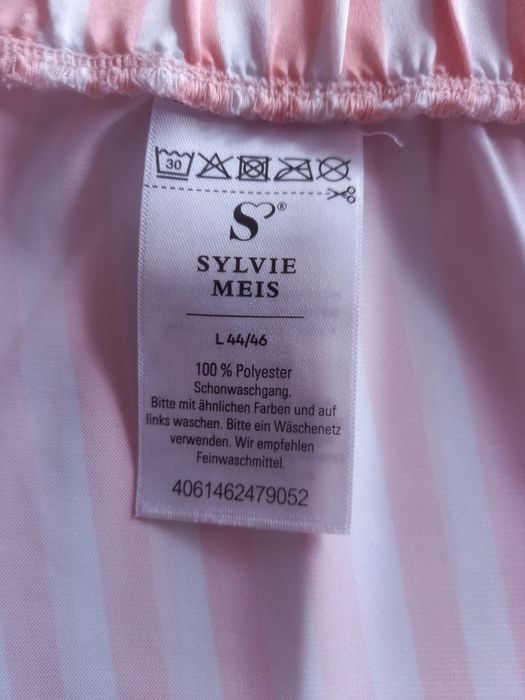 30
S®
SYLVIE
MEIS
L 44/46
100 % Polyester
Schonwaschgang.
Bitte mit ähnlichen Farben und auf
links waschen. Bitte ein Wäschenetz
verwenden. Wir empfehlen
Feinwaschmittel.
4061462479052